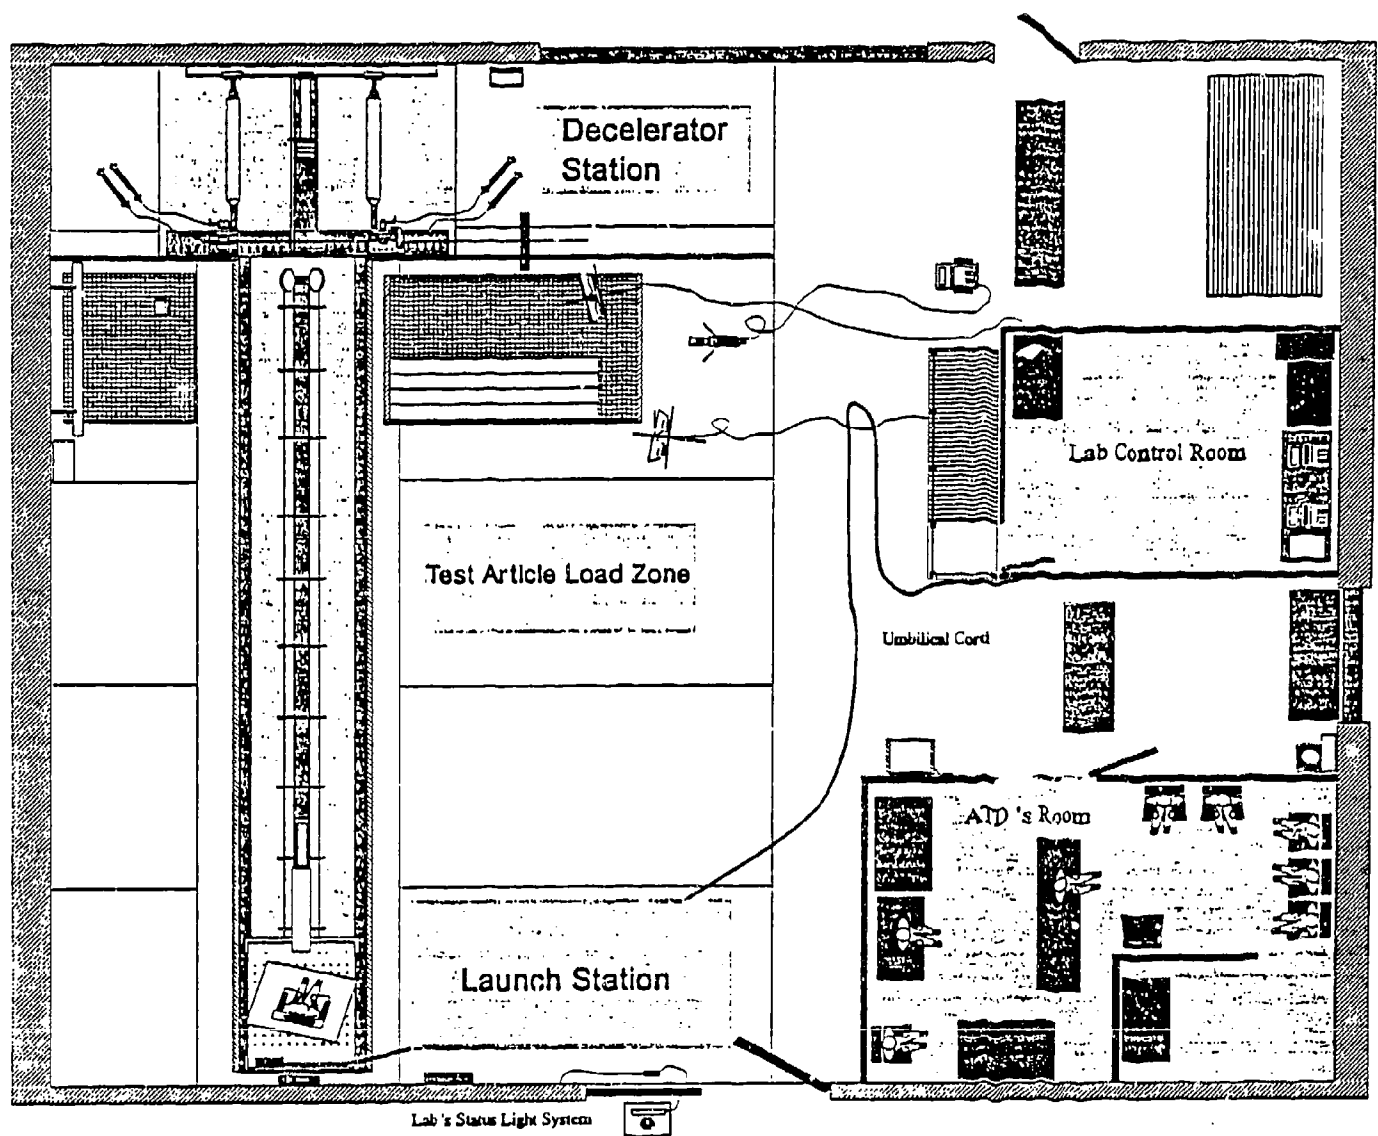 Decelerator
Station
Lab Control Room
Test Article Load Zone
Umbilical Cord
ATD's Room
Launch Station
Lab's Status Light System